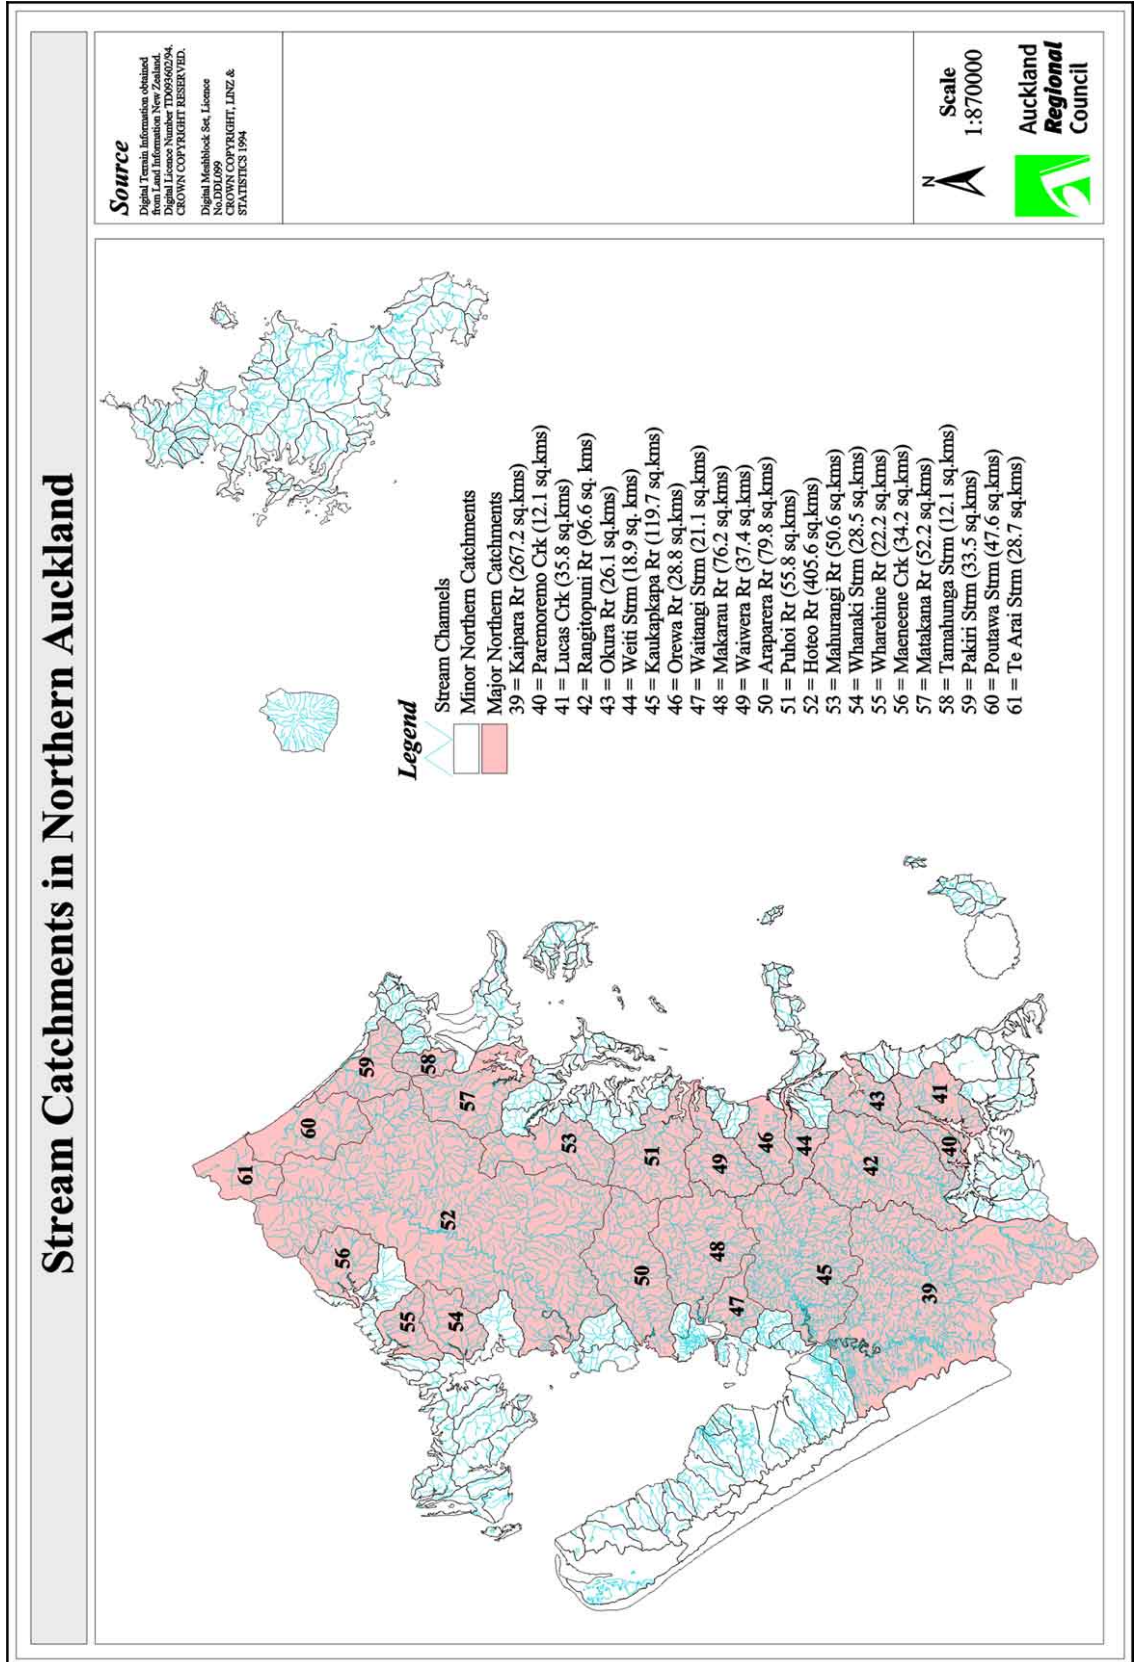 Stream Catchments in Northern Auckland
Source
Digital Terrain Information obtained
from Land Information New Zealand.
Digital Licence Number TD093602/94.
CROWN COPYRIGHT RESERVED.
Digital Meshblock Set, Licence
No.DDL099
CROWN COPYRIGHT, LINZ &
STATISTICS 1994
N
Scale
1:870000
Auckland
Regional
Council
Legend
Stream Channels
Minor Northern Catchments
Major Northern Catchments
39 = Kaipara Rr (267.2 sq.kms)
40 = Paremoremo Crk (12.1 sq.kms)
41 = Lucas Crk (35.8 sq.kms)
42 = Rangitopuni Rr (96.6 sq. kms)
43 = Okura Rr (26.1 sq.kms)
44 = Weiti Strm (18.9 sq. kms)
45 = Kaukapkapa Rr (119.7 sq.kms)
46 = Orewa Rr (28.8 sq.kms)
47 = Waitangi Strm (21.1 sq.kms)
48 = Makarau Rr (76.2 sq.kms)
49 = Waiwera Rr (37.4 sq.kms)
50 = Araparera Rr (79.8 sq.kms)
51 = Puhoi Rr (55.8 sq.kms)
52 = Hoteo Rr (405.6 sq.kms)
53 = Mahurangi Rr (50.6 sq.kms)
54 = Whanaki Strm (28.5 sq.kms)
55 = Wharehine Rr (22.2 sq.kms)
56 = Maeneene Crk (34.2 sq.kms)
57 = Matakana Rr (52.2 sq.kms)
58 = Tamahunga Strm (12.1 sq.kms)
59 = Pakiri Strm (33.5 sq.kms)
60 = Poutawa Strm (47.6 sq.kms)
61 = Te Arai Strm (28.7 sq.kms)
61
60
59
58
56
57
55
54
52
53
50
51
48
49
47
46
44
45
43
42
41
40
39